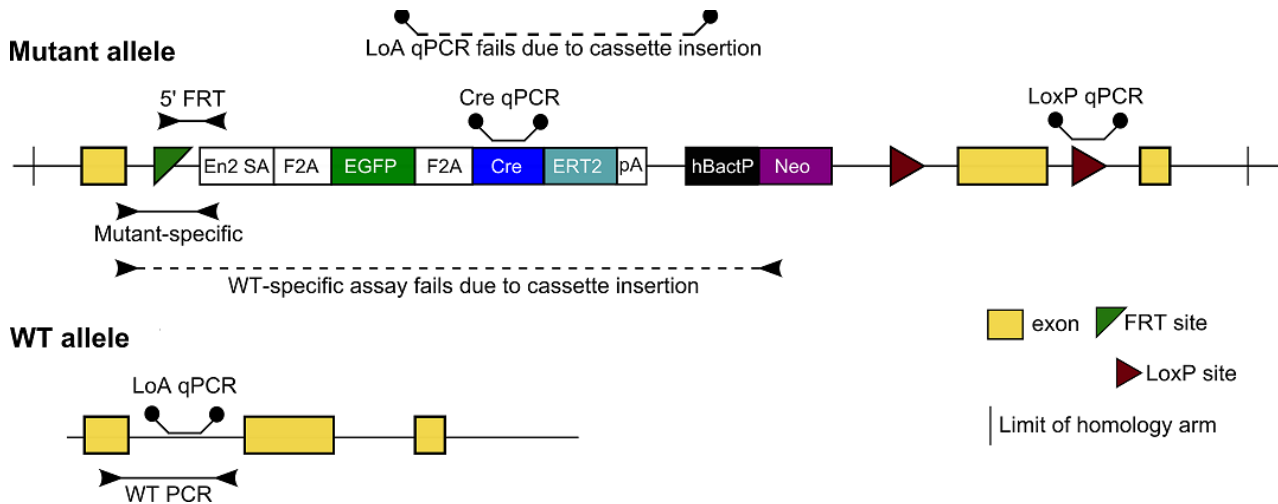 LoA qPCR fails due to cassette insertion
Mutant allele
5' FRT
Cre qPCR
LoxP qPCR
En2 SA F2A EGFP F2A Cre ERT2 pA hBactP Neo
Mutant-specific
WT-specific assay fails due to cassette insertion
WT allele
exon FRT site
LoxP site
Limit of homology arm
LoA qPCR
WT PCR